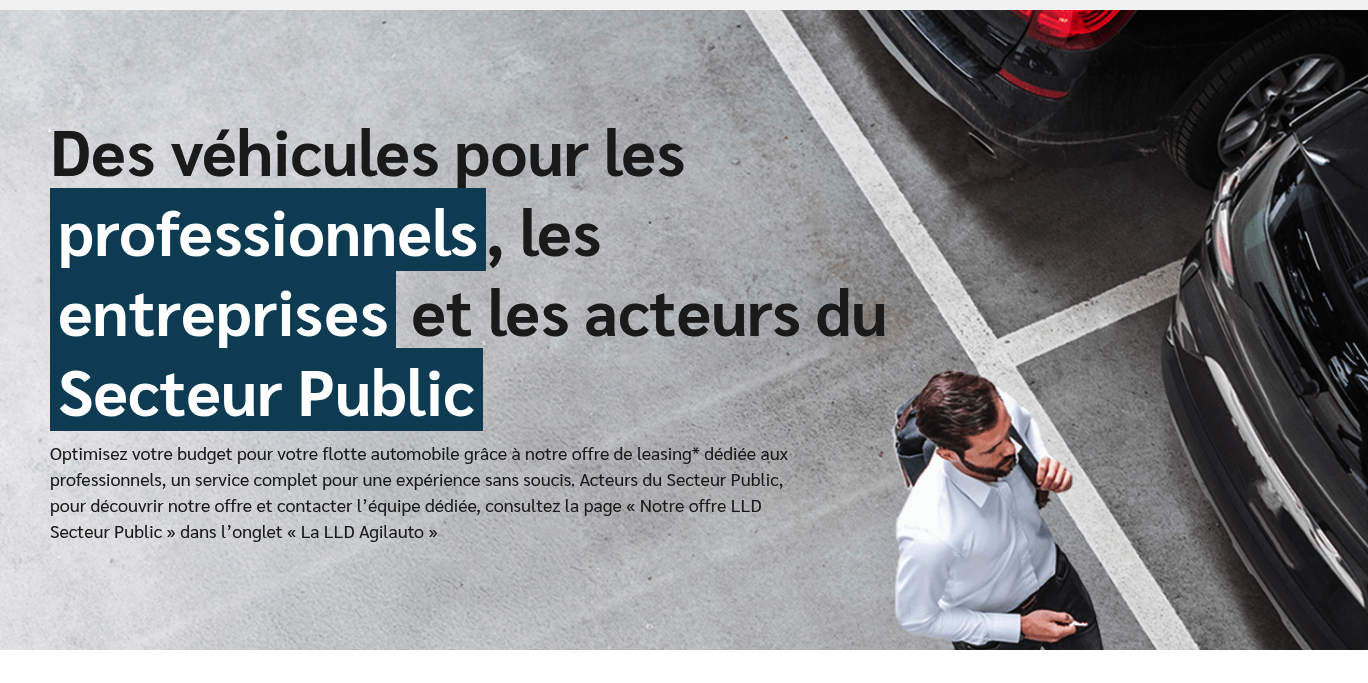 Des véhicules pour les
professionnels, les
entreprises et les acteurs du
Secteur Public
Optimisez votre budget pour votre flotte automobile grâce à notre offre de leasing* dédiée aux
professionnels, un service complet pour une expérience sans soucis. Acteurs du Secteur Public,
pour découvrir notre offre et contacter l’équipe dédiée, consultez la page « Notre offre LLD
Secteur Public » dans l’onglet « La LLD Agilauto »